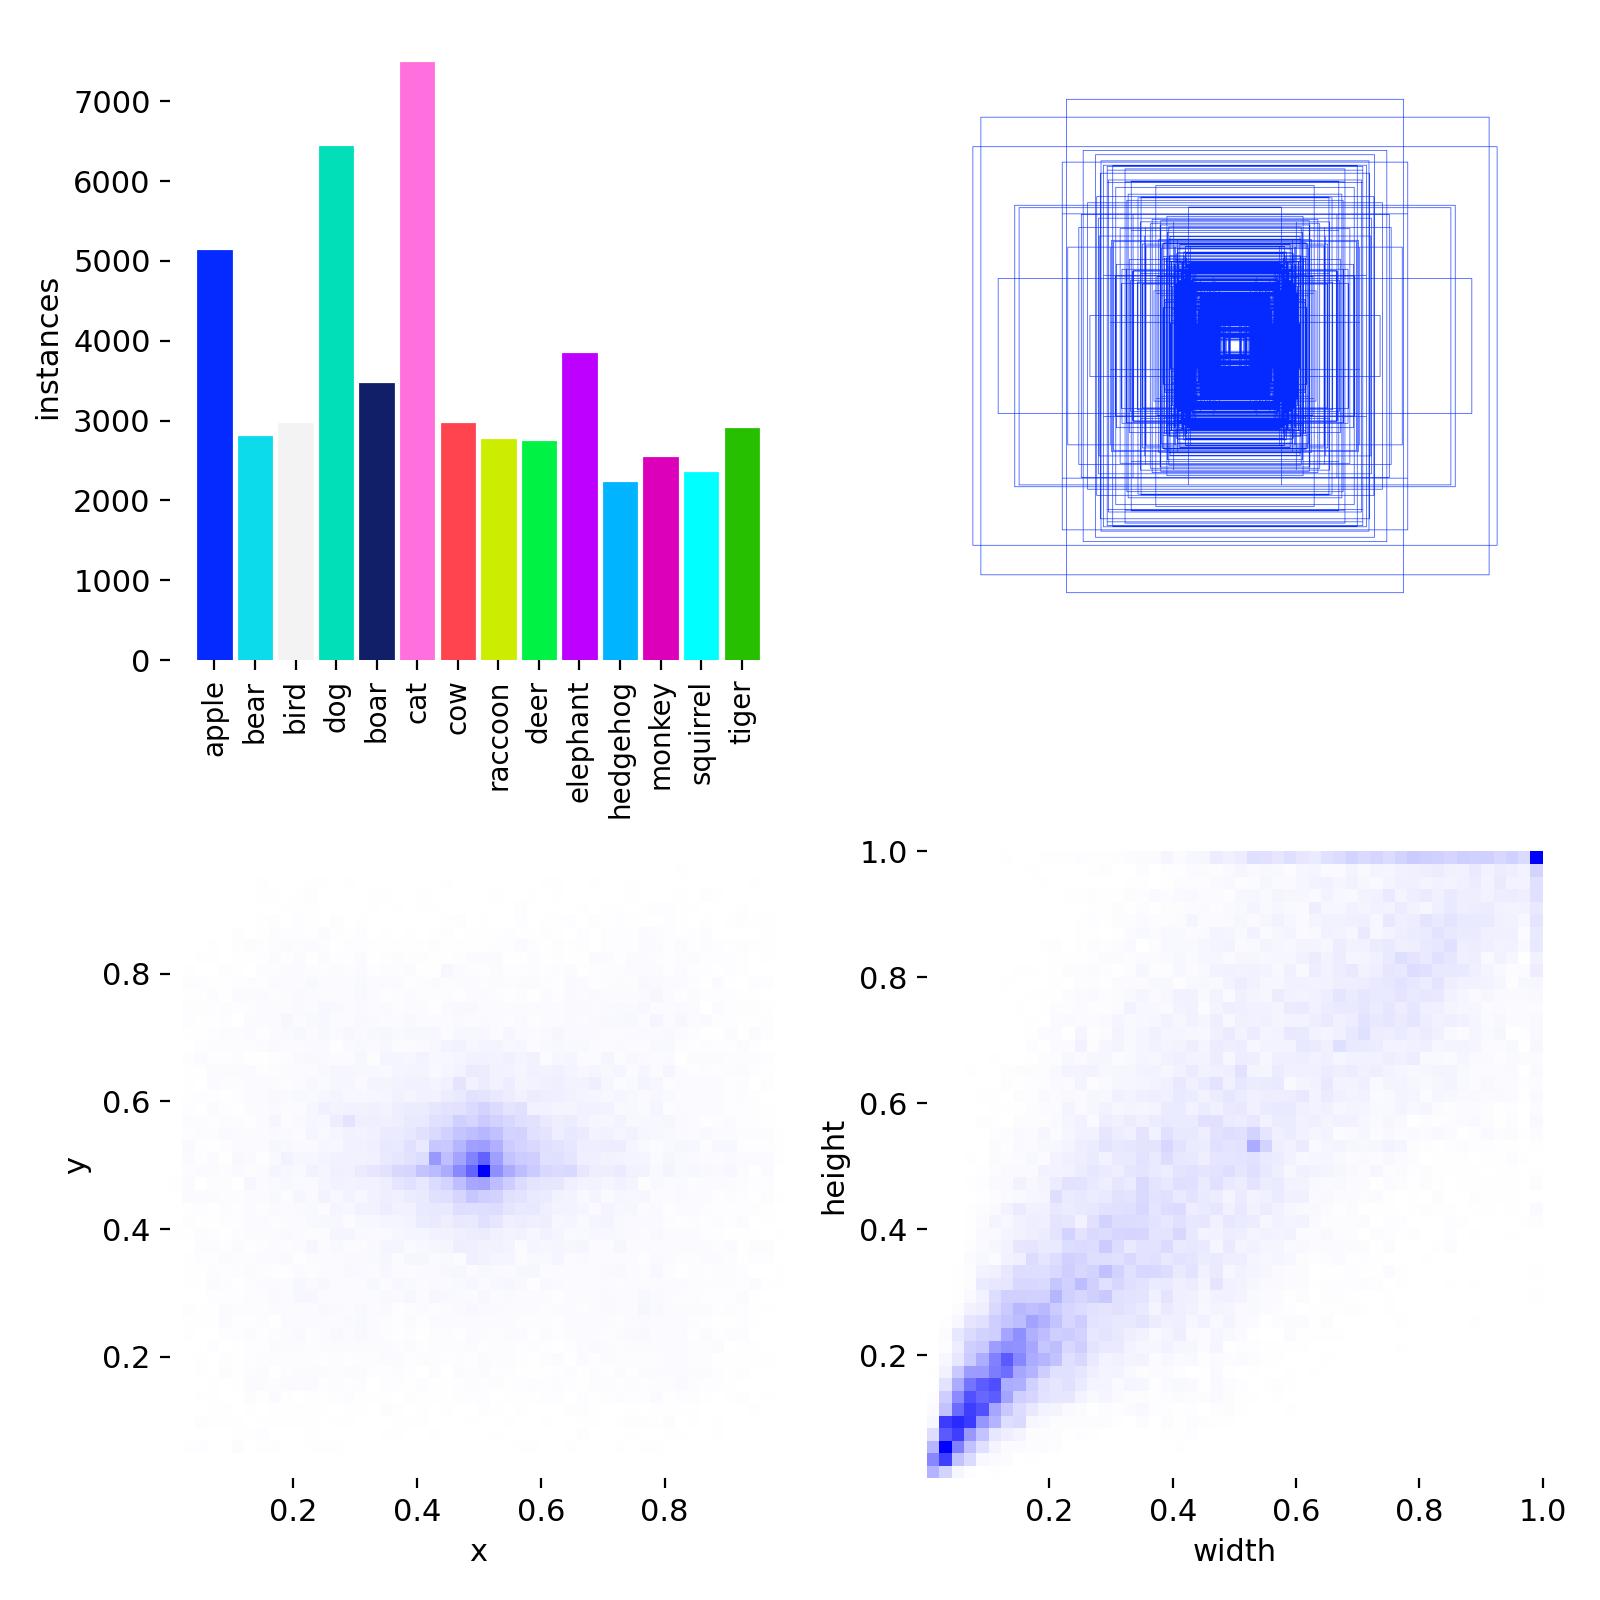 7000
6000
5000
4000
3000
2000
1000
0
instances
apple
bear
bird
dog
boar
cat
cow
raccoon
deer
elephant
hedgehog
monkey
squirrel
tiger
0.8
0.6
0.4
0.2
y
0.2 0.4 0.6 0.8
x
1.0
0.8
0.6
0.4
0.2
height
0.2 0.4 0.6 0.8 1.0
width